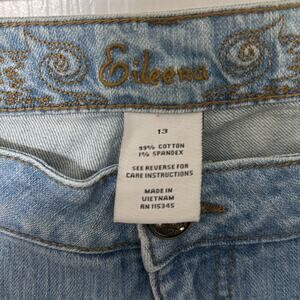 Eileena
13
99% COTTON
1% SPANDEX
SEE REVERSE FOR
CARE INSTRUCTIONS
MADE IN
VIETNAM
RN 115345